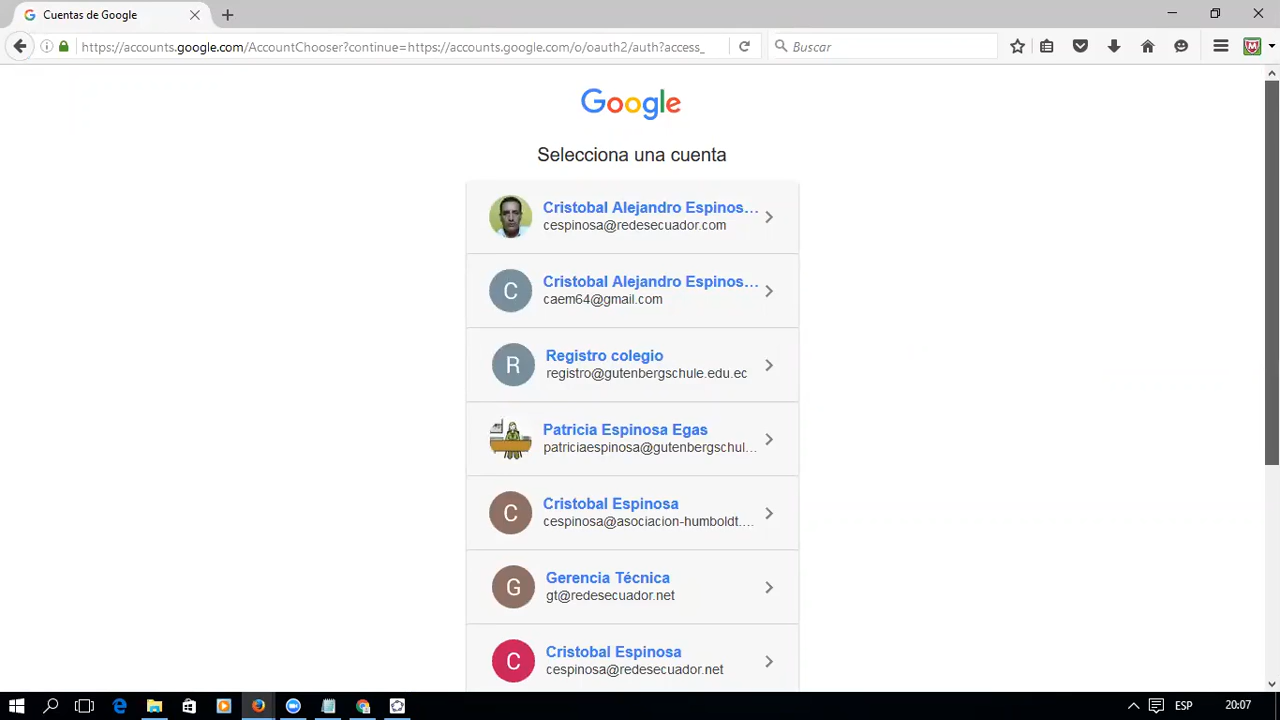 Cuentas de Google
https://accounts.google.com/AccountChooser?continue=https://accounts.google.com/o/oauth2/auth?access_
Buscar
Google
Selecciona una cuenta
Cristobal Alejandro Espinos...
cespinosa@redesecuador.com
C
Cristobal Alejandro Espinos...
caem64@gmail.com
R
Registro colegio
registro@gutenbergschule.edu.ec
Patricia Espinosa Egas
patriciaespinosa@gutenbergschul...
C
Cristobal Espinosa
cespinosa@asociacion-humboldt....
G
Gerencia Técnica
gt@redesecuador.net
C
Cristobal Espinosa
cespinosa@redesecuador.net
ESP
20:07